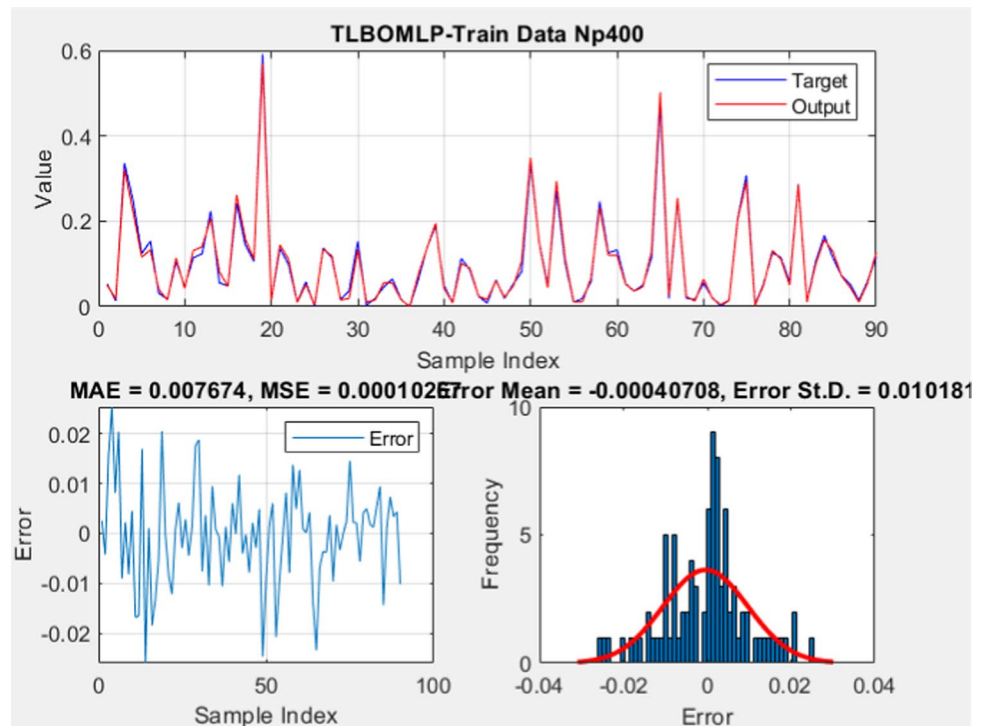 TLBOMLP-Train Data Np400
0.6
0.4
0.2
0
Value
Target
Output
0 10 20 30 40 50 60 70 80 90
Sample Index
MAE = 0.007674, MSE = 0.00010267
0.02
0.01
0
-0.01
-0.02
Error
Error
0 50 100
Sample Index
Error Mean = -0.00040708, Error St.D. = 0.010181
10
5
0
Frequency
-0.04 -0.02 0 0.02 0.04
Error